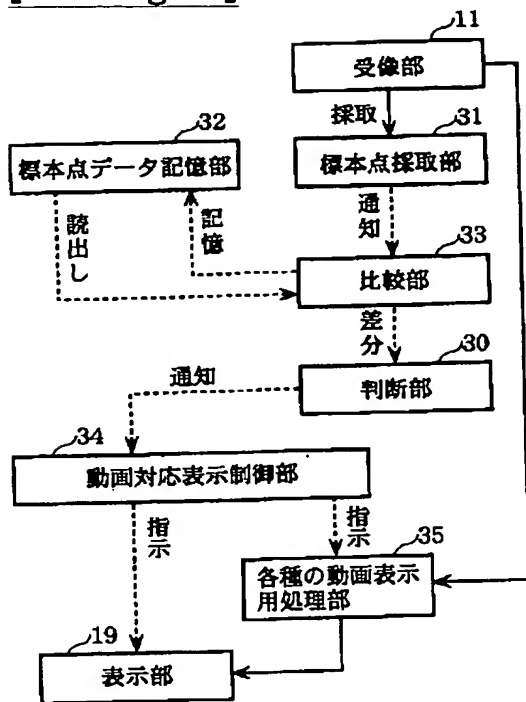 11
受像部
採取
32
31
標本点データ記憶部
標本点採取部
読出し
記憶
通知
33
比較部
差分
30
通知
判断部
34
動画対応表示制御部
指示
指示
35
各種の動画表示
用処理部
19
表示部